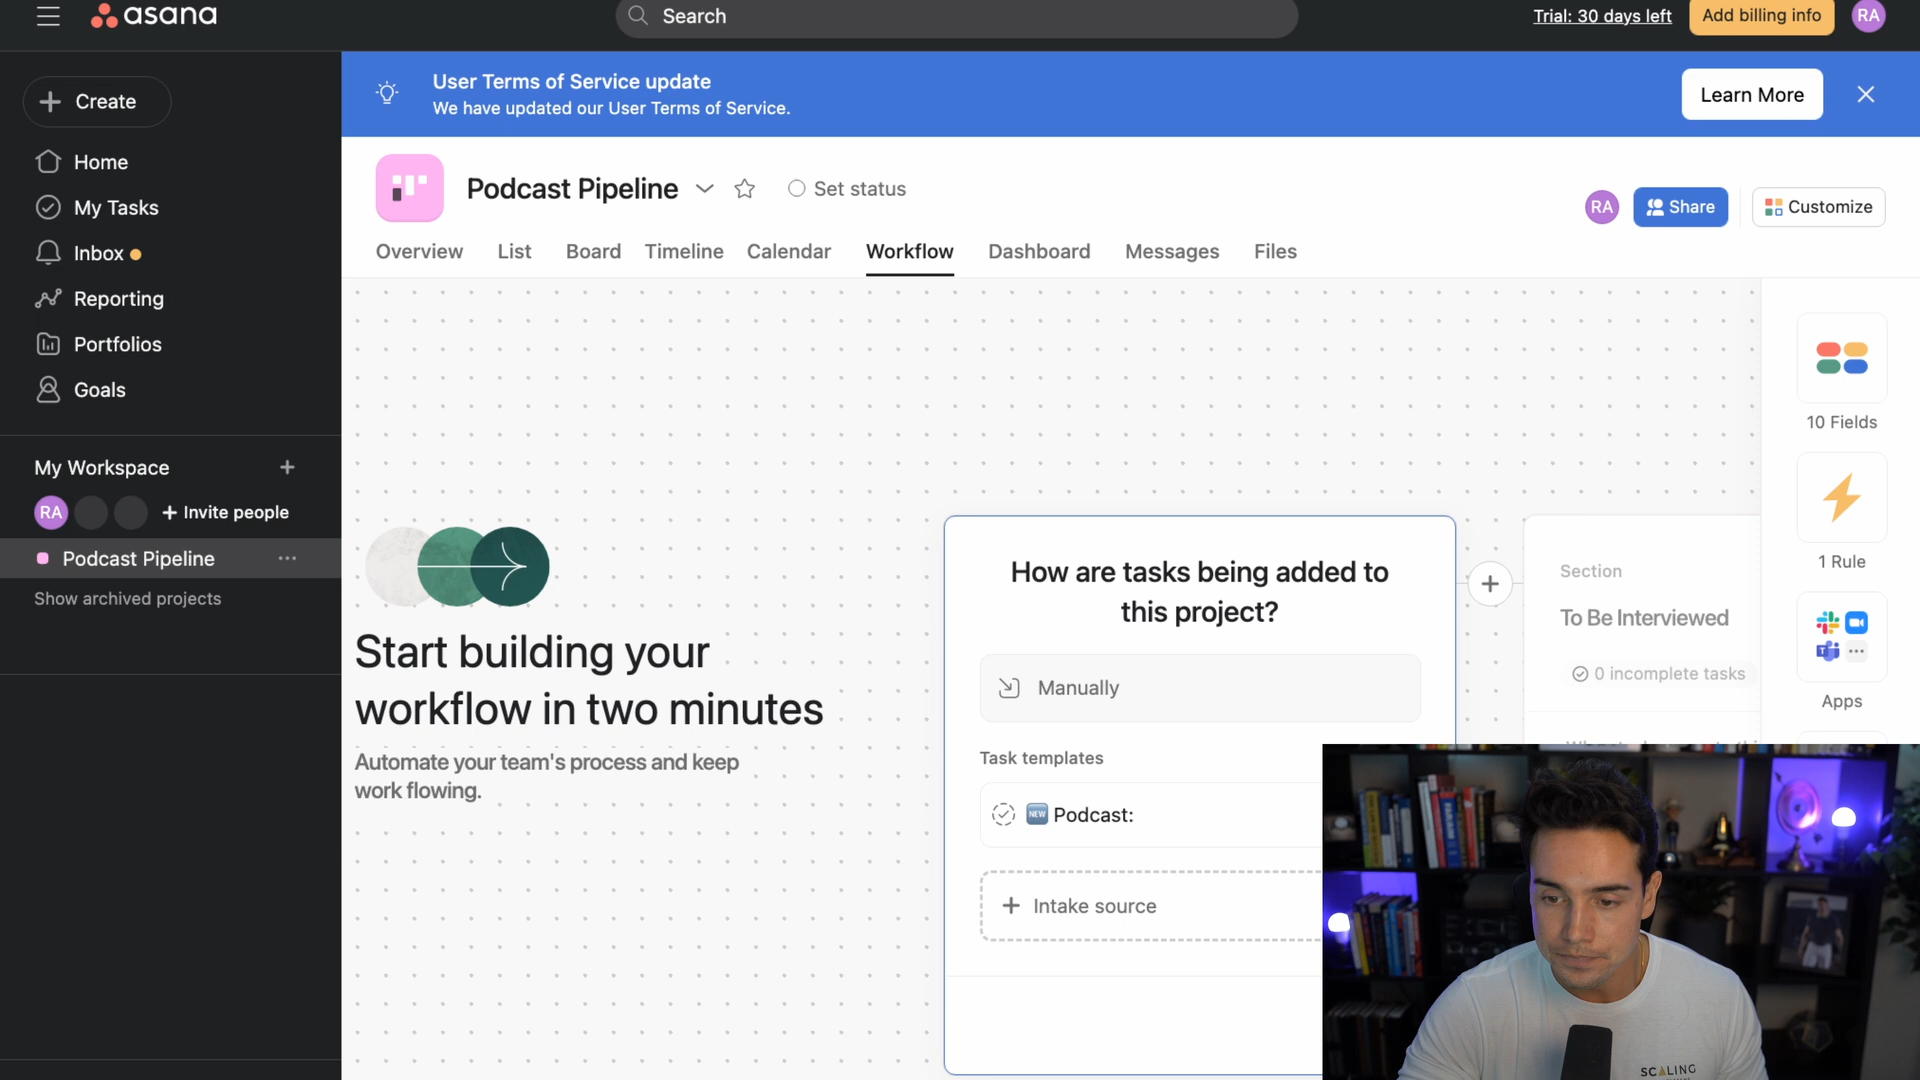 asana
Search
Trial: 30 days left
Add billing info
RA
Create
User Terms of Service update
We have updated our User Terms of Service.
Learn More
Home
My Tasks
Inbox
Reporting
Portfolios
Goals
My Workspace
RA
Invite people
Podcast Pipeline
Show archived projects
Podcast Pipeline
Set status
RA
Share
Customize
Overview
List
Board
Timeline
Calendar
Workflow
Dashboard
Messages
Files
Start building your
workflow in two minutes
Automate your team's process and keep
work flowing.
How are tasks being added to
this project?
Manually
Task templates
NEW Podcast:
+ Intake source
Section
To Be Interviewed
0 incomplete tasks
10 Fields
1 Rule
Apps
SCALING